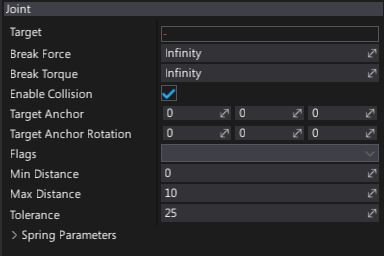 Joint
Target -
Break Force Infinity
Break Torque Infinity
Enable Collision
Target Anchor 0 0 0
Target Anchor Rotation 0 0 0
Flags
Min Distance 0
Max Distance 10
Tolerance 25
> Spring Parameters